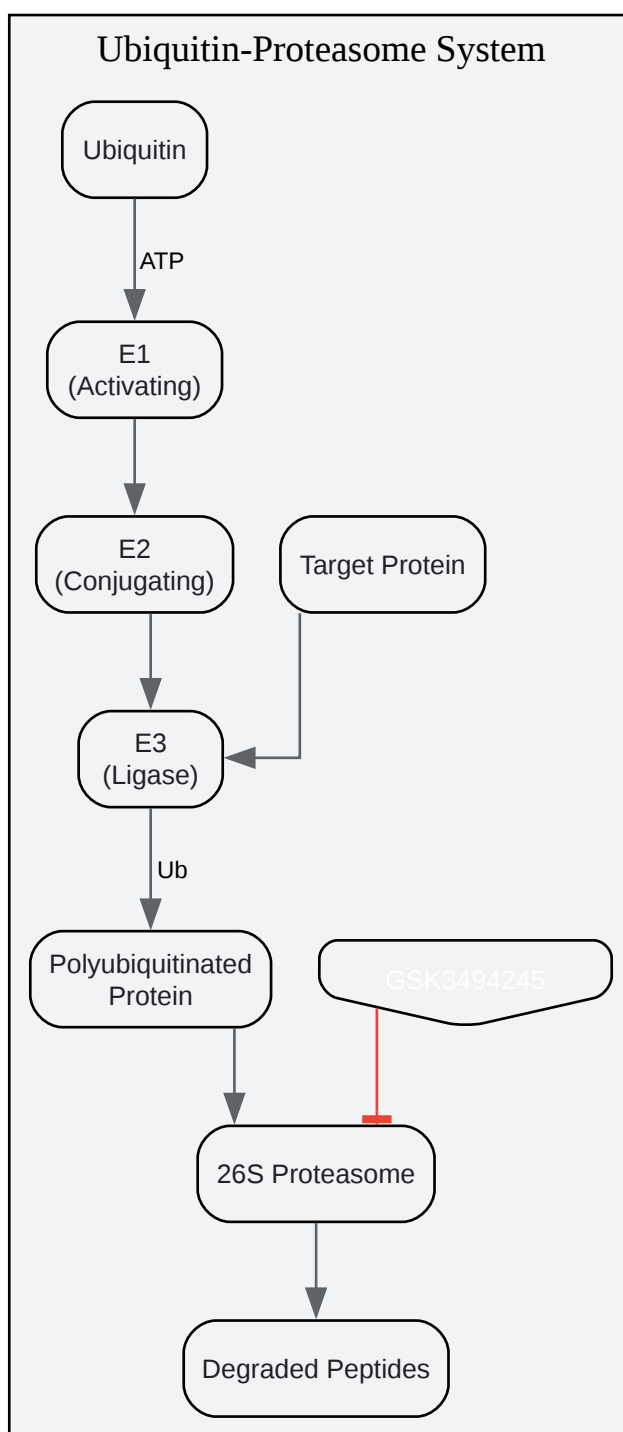 Ubiquitin-Proteasome System
Ubiquitin
ATP
E1
(Activating)
E2
(Conjugating)
Target Protein
E3
(Ligase)
Ub
Polyubiquitinated
Protein
GSK3494245
26S Proteasome
Degraded Peptides